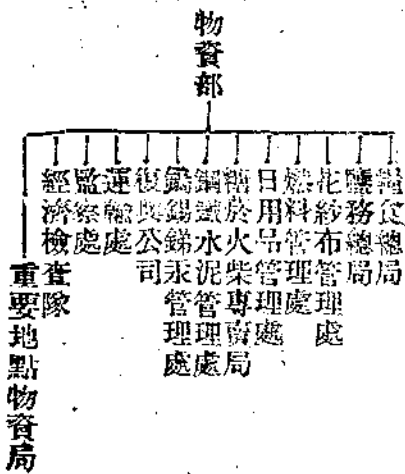 物資部
糧食總局
鹽務總局
花紗布管理處
燃料管理處
日用品管理處
糖菸火柴專賣局
鋼鐵水泥管理處
鎢錫銻汞管理處
復興公司
運輸處
監察處
經濟檢查隊
重要地點物資局